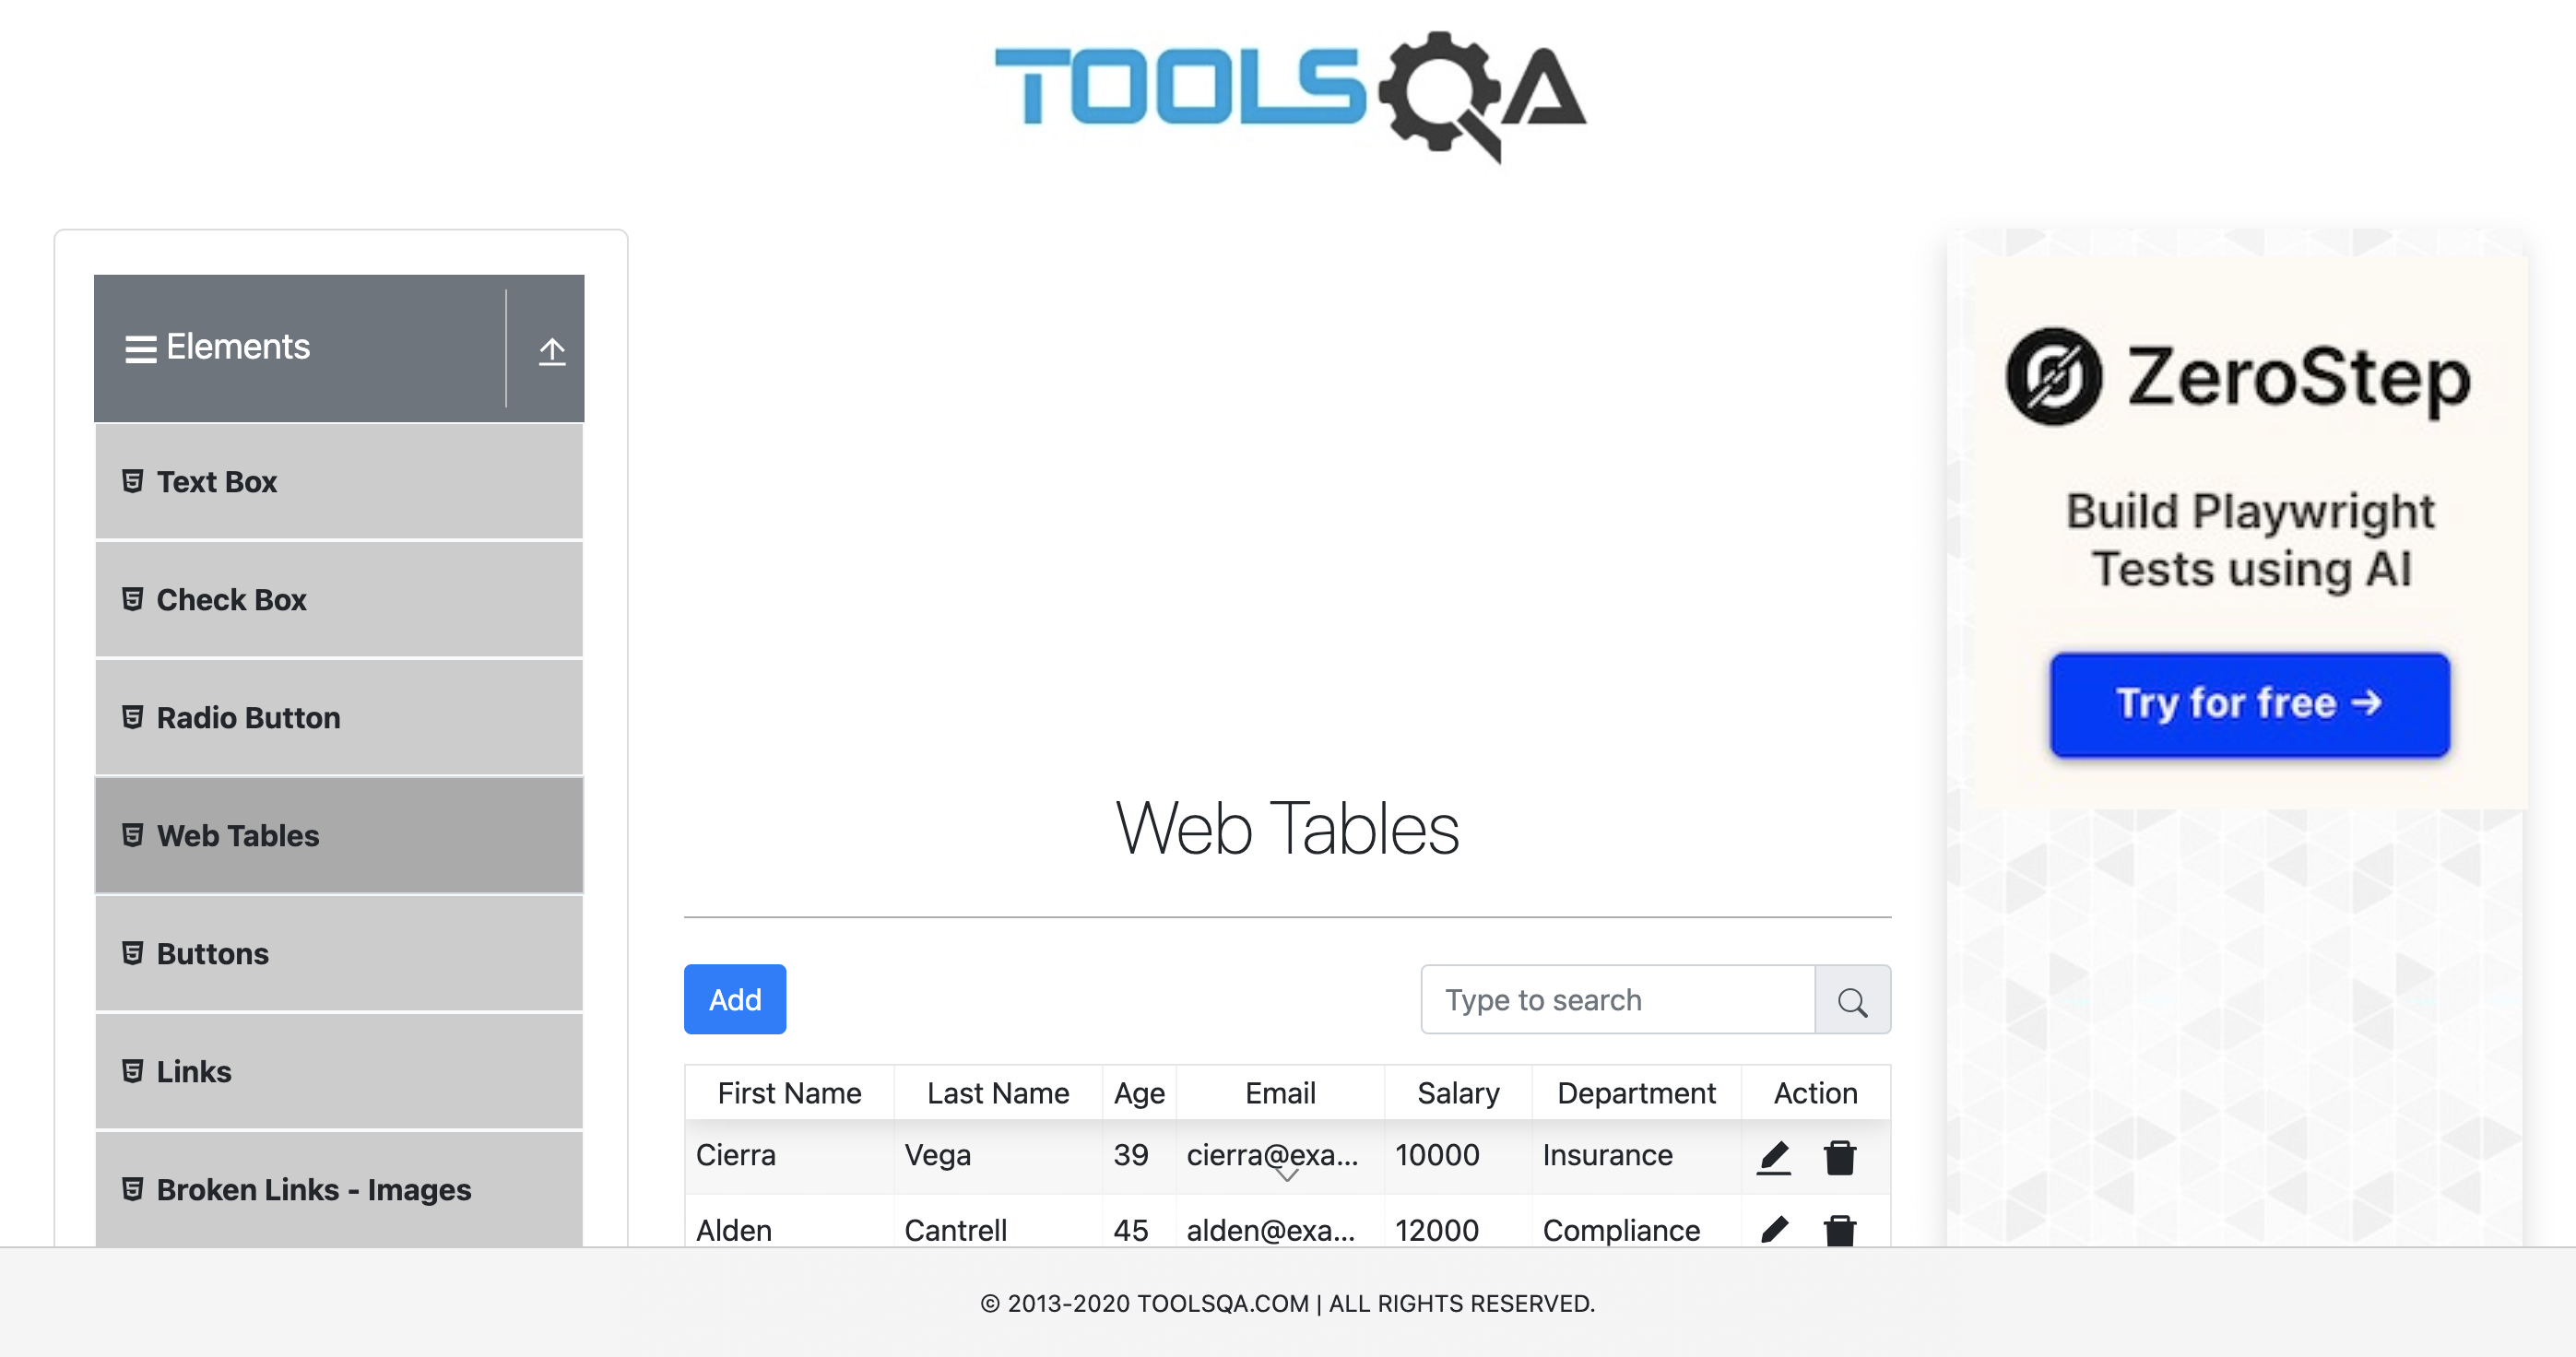 TOOLSQA
Elements
Text Box
Check Box
Radio Button
Web Tables
Buttons
Links
Broken Links - Images
Web Tables
Add
Type to search
First Name Last Name Age Email Salary Department Action
Cierra Vega 39 cierra@exa... 10000 Insurance
Alden Cantrell 45 alden@exa... 12000 Compliance
ZeroStep
Build Playwright
Tests using AI
Try for free →
© 2013-2020 TOOLSQA.COM | ALL RIGHTS RESERVED.